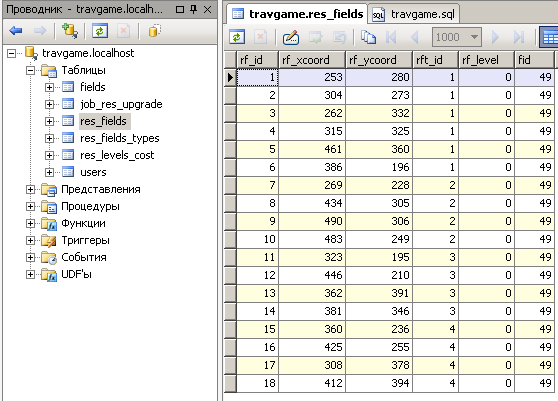 Проводник - travgame.localh...
travgame.localhost
Таблицы
fields
job_res_upgrade
res_fields
res_fields_types
res_levels_cost
users
Представления
Процедуры
Функции
Триггеры
События
UDF'ы
travgame.res_fields travgame.sql
1000
rf_id rf_xcoord rf_ycoord rft_id rf_level fid
1 253 280 1 0 49
2 304 273 1 0 49
3 262 332 1 0 49
4 315 325 1 0 49
5 461 360 1 0 49
6 386 196 1 0 49
7 269 228 2 0 49
8 434 305 2 0 49
9 490 306 2 0 49
10 483 249 2 0 49
11 323 195 3 0 49
12 446 210 3 0 49
13 362 391 3 0 49
14 381 346 3 0 49
15 360 236 4 0 49
16 425 255 4 0 49
17 308 378 4 0 49
18 412 394 4 0 49